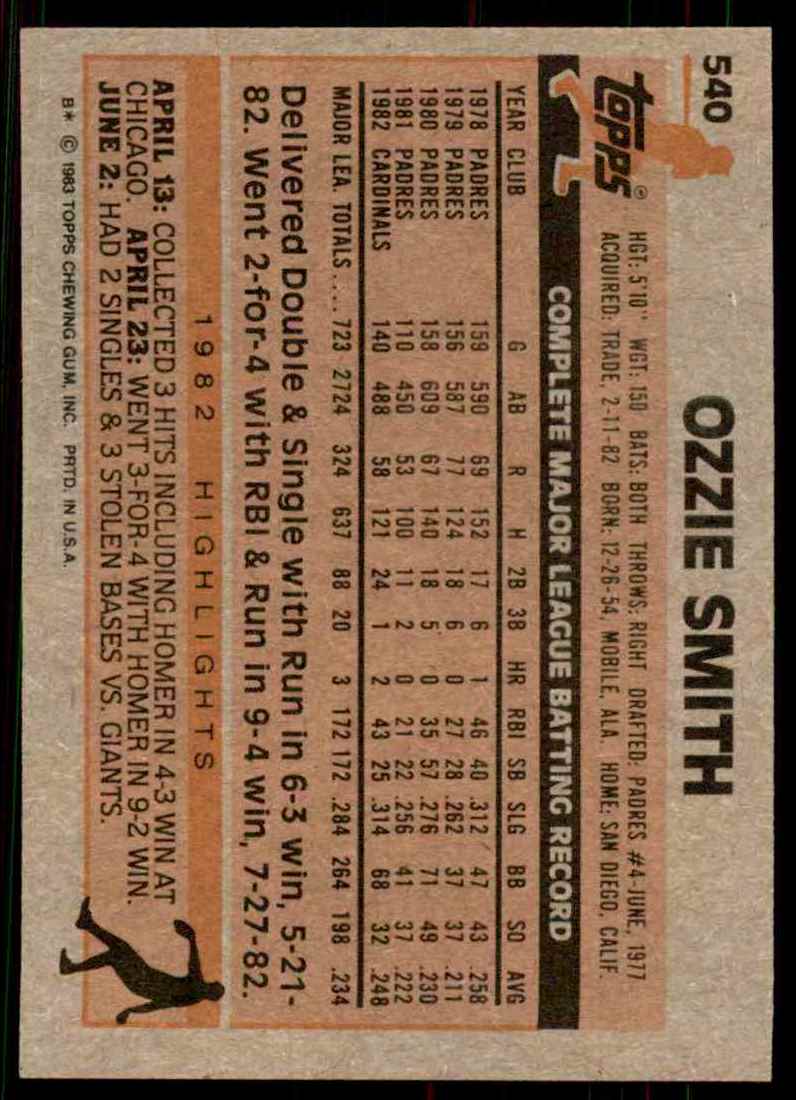 540
OZZIE SMITH
topps®
HGT: 5'10" WGT: 150 BATS: BOTH THROWS: RIGHT DRAFTED: PADRES #4-JUNE, 1977
ACQUIRED: TRADE, 2-11-82 BORN: 12-26-54, MOBILE, ALA. HOME: SAN DIEGO, CALIF.
COMPLETE MAJOR LEAGUE BATTING RECORD
YEAR CLUB G AB R H 2B 3B HR RBI SB SLG BB SO AVG
1978 PADRES 159 590 69 152 17 6 1 46 40 .312 47 43 .258
1979 PADRES 156 587 77 124 18 6 0 27 28 .262 37 37 .211
1980 PADRES 158 609 67 140 18 5 0 35 57 .276 71 49 .230
1981 PADRES 110 450 53 100 11 2 0 21 22 .256 41 37 .222
1982 CARDINALS 140 488 58 121 24 1 2 43 25 .314 68 32 .248
MAJOR LEA. TOTALS.... 723 2724 324 637 88 20 3 172 172 .284 264 198 .234
Delivered Double & Single with Run in 6-3 win, 5-21-
82. Went 2-for-4 with RBI & Run in 9-4 win, 7-27-82.
1982 HIGHLIGHTS
APRIL 13: COLLECTED 3 HITS INCLUDING HOMER IN 4-3 WIN AT
CHICAGO. APRIL 23: WENT 3-FOR-4 WITH HOMER IN 9-2 WIN.
JUNE 2: HAD 2 SINGLES & 3 STOLEN BASES VS. GIANTS.
B* © 1983 TOPPS CHEWING GUM, INC. PRTD. IN U.S.A.